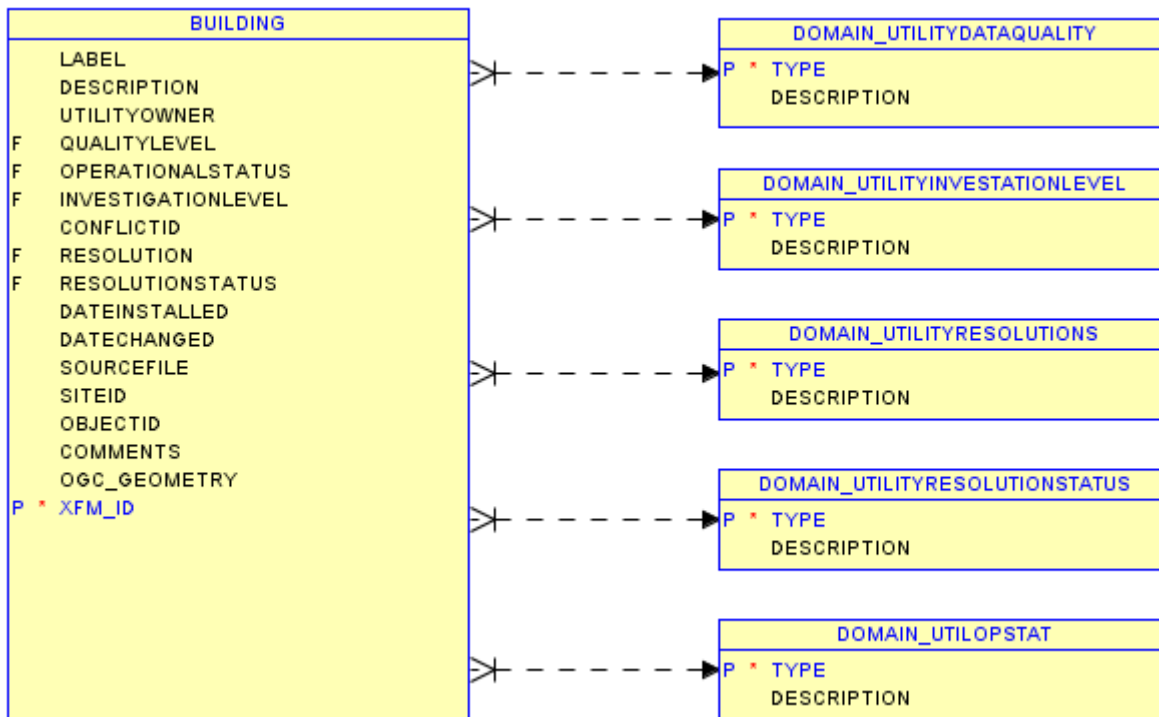 BUILDING
LABEL
DESCRIPTION
UTILITYOWNER
F QUALITYLEVEL
F OPERATIONALSTATUS
F INVESTIGATIONLEVEL
CONFLICTID
F RESOLUTION
F RESOLUTIONSTATUS
DATEINSTALLED
DATECHANGED
SOURCEFILE
SITEID
OBJECTID
COMMENTS
OGC_GEOMETRY
P * XFM_ID
DOMAIN_UTILITYDATAQUALITY
P * TYPE
DESCRIPTION
DOMAIN_UTILITYINVESTATIONLEVEL
P * TYPE
DESCRIPTION
DOMAIN_UTILITYRESOLUTIONS
P * TYPE
DESCRIPTION
DOMAIN_UTILITYRESOLUTIONSTATUS
P * TYPE
DESCRIPTION
DOMAIN_UTILOPSTAT
P * TYPE
DESCRIPTION